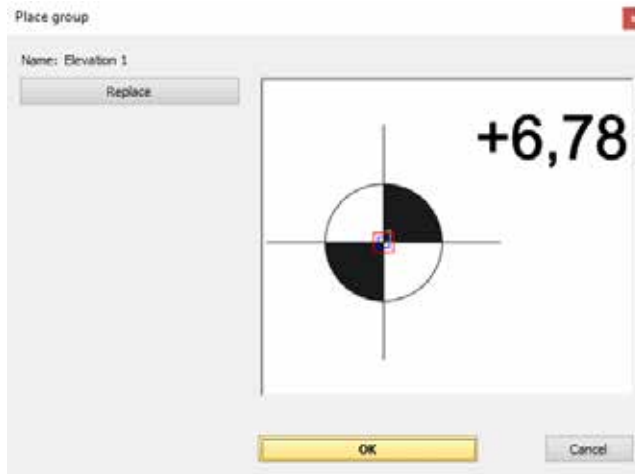 Place group
Name: Elevation 1
Replace
+6,78
OK
Cancel